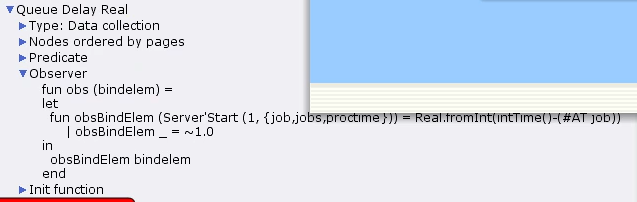 Queue Delay Real
Type: Data collection
Nodes ordered by pages
Predicate
Observer
fun obs (bindelem) =
let
fun obsBindElem (Server'Start (1, {job,jobs,proctime})) = Real.fromInt(intTime()-(#AT job))
| obsBindElem _ = ~1.0
in
obsBindElem bindelem
end
Init function